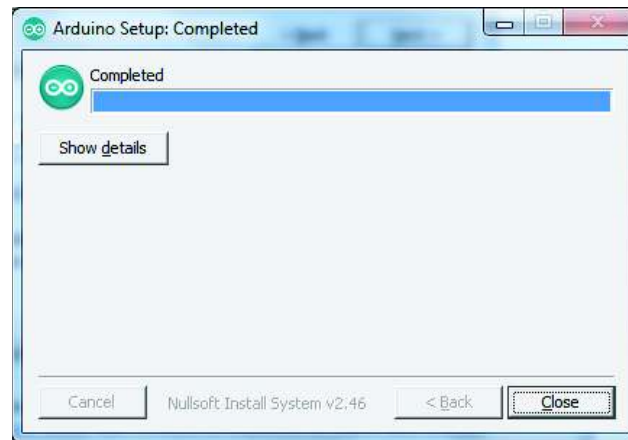 Arduino Setup: Completed
Completed
Show details
Cancel
Nullsoft Install System v2.46
< Back
Close